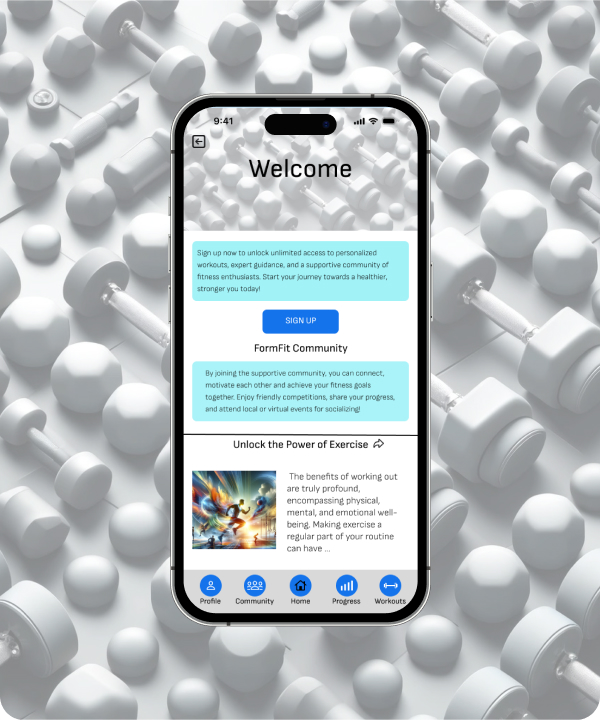 9:41
Welcome
Sign up now to unlock unlimited access to personalized
workouts, expert guidance, and a supportive community of
fitness enthusiasts. Start your journey towards a healthier,
stronger you today!
SIGN UP
FormFit Community
By joining the supportive community, you can connect,
motivate each other and achieve your fitness goals
together. Enjoy friendly competitions, share your progress,
and attend local or virtual events for socializing!
Unlock the Power of Exercise
The benefits of working out
are truly profound,
encompassing physical,
mental, and emotional well-
being. Making exercise a
regular part of your routine
can have ...
Profile Community Home Progress Workouts